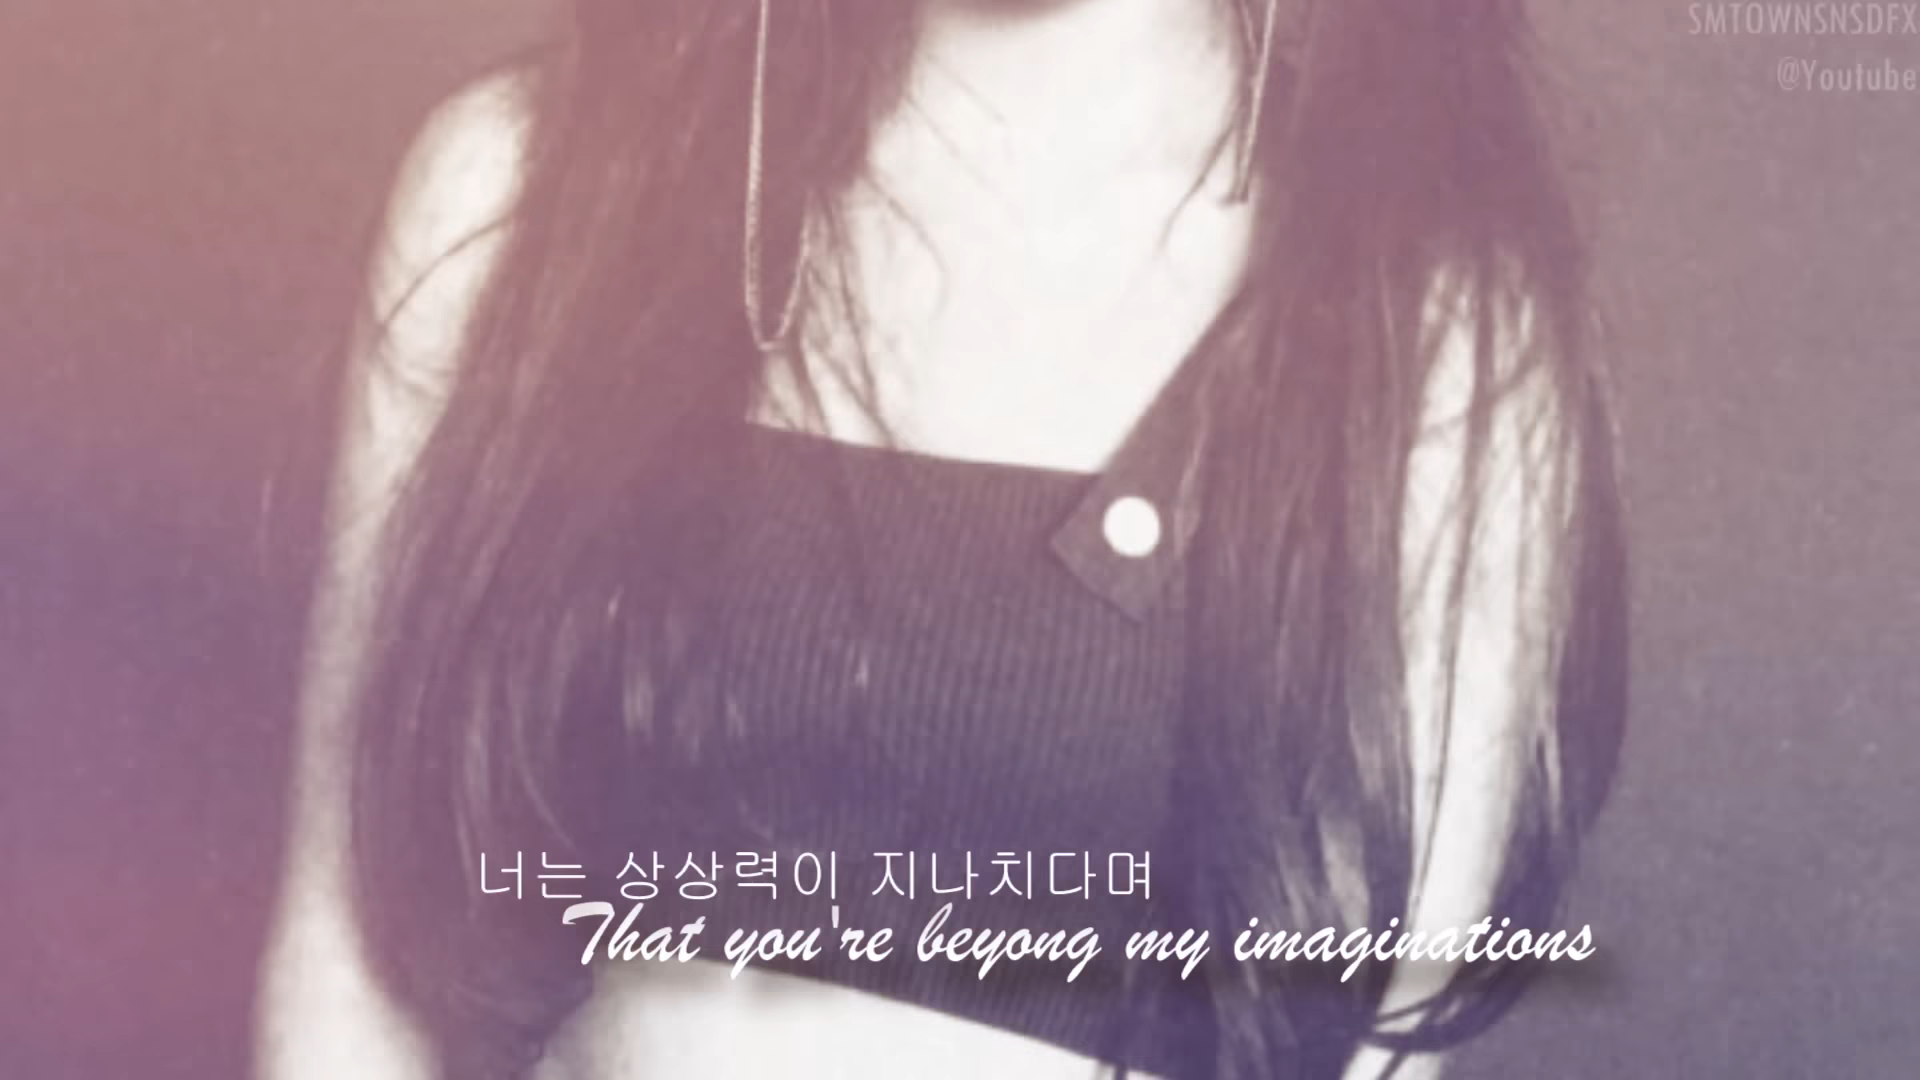 SMTOWNSNSDFX
@Youtube
너는 상상력이 지나치다며
That you're beyong my imaginations